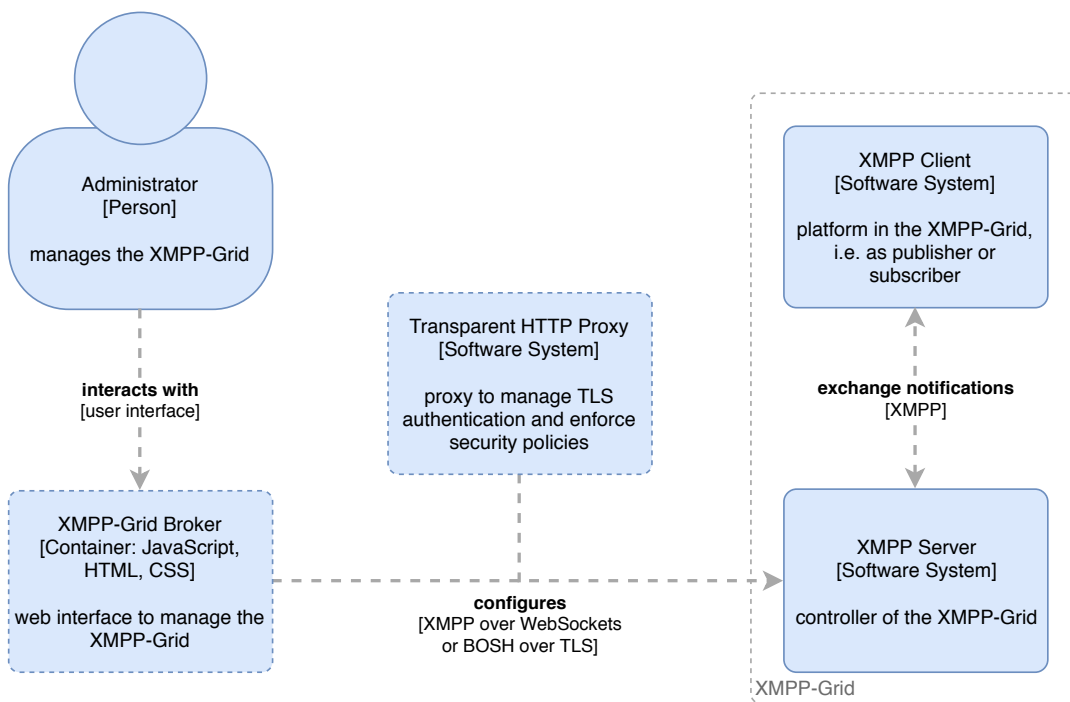 Administrator
[Person]
manages the XMPP-Grid
interacts with
[user interface]
XMPP-Grid Broker
[Container: JavaScript,
HTML, CSS]
web interface to manage the
XMPP-Grid
Transparent HTTP Proxy
[Software System]
proxy to manage TLS
authentication and enforce
security policies
configures
[XMPP over WebSockets
or BOSH over TLS]
XMPP Client
[Software System]
platform in the XMPP-Grid,
i.e. as publisher or
subscriber
exchange notifications
[XMPP]
XMPP Server
[Software System]
controller of the XMPP-Grid
XMPP-Grid